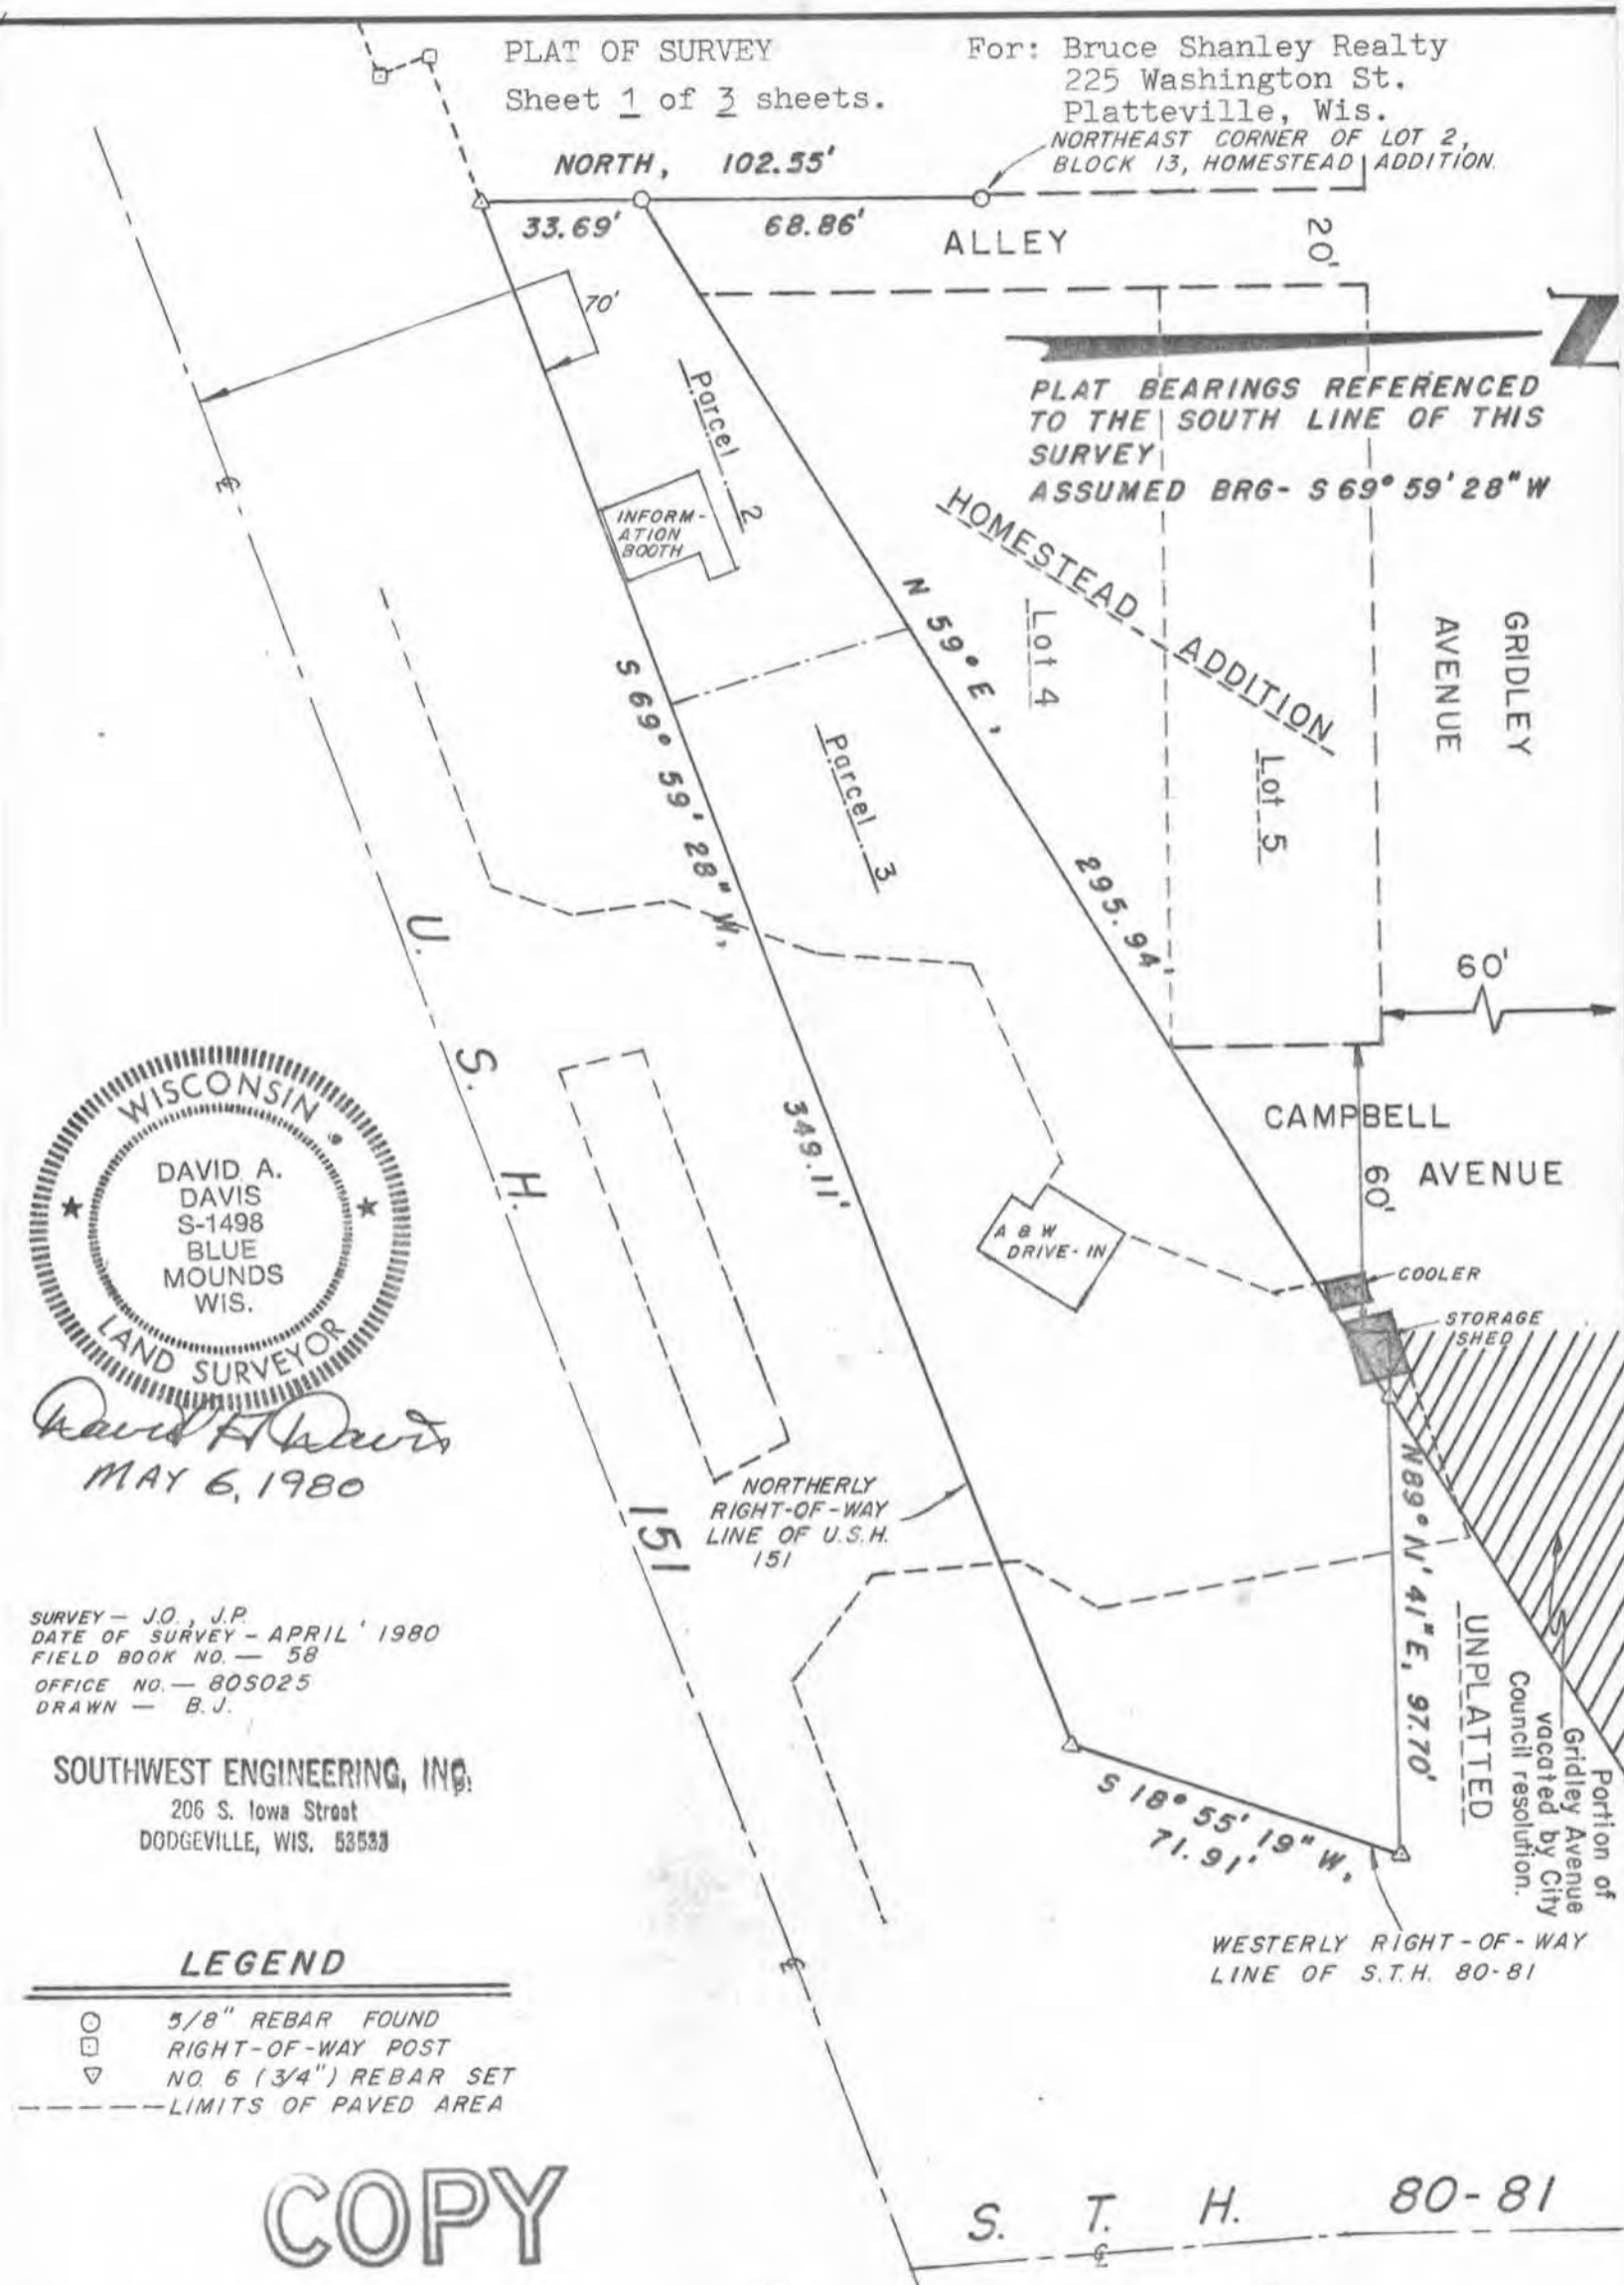 PLAT OF SURVEY
Sheet 1 of 3 sheets.
For: Bruce Shanley Realty
225 Washington St.
Platteville, Wis.
NORTHEAST CORNER OF LOT 2,
BLOCK 13, HOMESTEAD ADDITION.
NORTH, 102.55'
33.69'
68.86'
ALLEY
20'
70'
Z
PLAT BEARINGS REFERENCED
TO THE SOUTH LINE OF THIS
SURVEY
ASSUMED BRG- S 69° 59' 28" W
Parcel 2
INFORM-
ATION
BOOTH
HOMESTEAD ADDITION
Lot 4
Lot 5
GRIDLEY
AVENUE
N 59° E,
295.94'
S 69° 59' 28" W,
349.11'
Parcel 3
60'
CAMPBELL
AVENUE
60'
U. S. H. 151
A & W
DRIVE-IN
COOLER
STORAGE
SHED
WISCONSIN
DAVID A.
DAVIS
S-1498
BLUE
MOUNDS
WIS.
LAND SURVEYOR
David A Davis
MAY 6, 1980
NORTHERLY
RIGHT-OF-WAY
LINE OF U.S.H.
151
N 89° N' 41" E, 97.70'
UNPLATTED
Portion of
Gridley Avenue
vacated by City
Council resolution.
S 18° 55' 19" W,
71.91'
WESTERLY RIGHT-OF-WAY
LINE OF S.T.H. 80-81
SURVEY — J.O., J.P.
DATE OF SURVEY - APRIL ' 1980
FIELD BOOK NO. — 58
OFFICE NO. — 80S025
DRAWN — B.J.
SOUTHWEST ENGINEERING, INC.
206 S. Iowa Street
DODGEVILLE, WIS. 53533
LEGEND
5/8" REBAR FOUND
RIGHT-OF-WAY POST
NO. 6 (3/4") REBAR SET
LIMITS OF PAVED AREA
COPY
S. T. H. 80-81